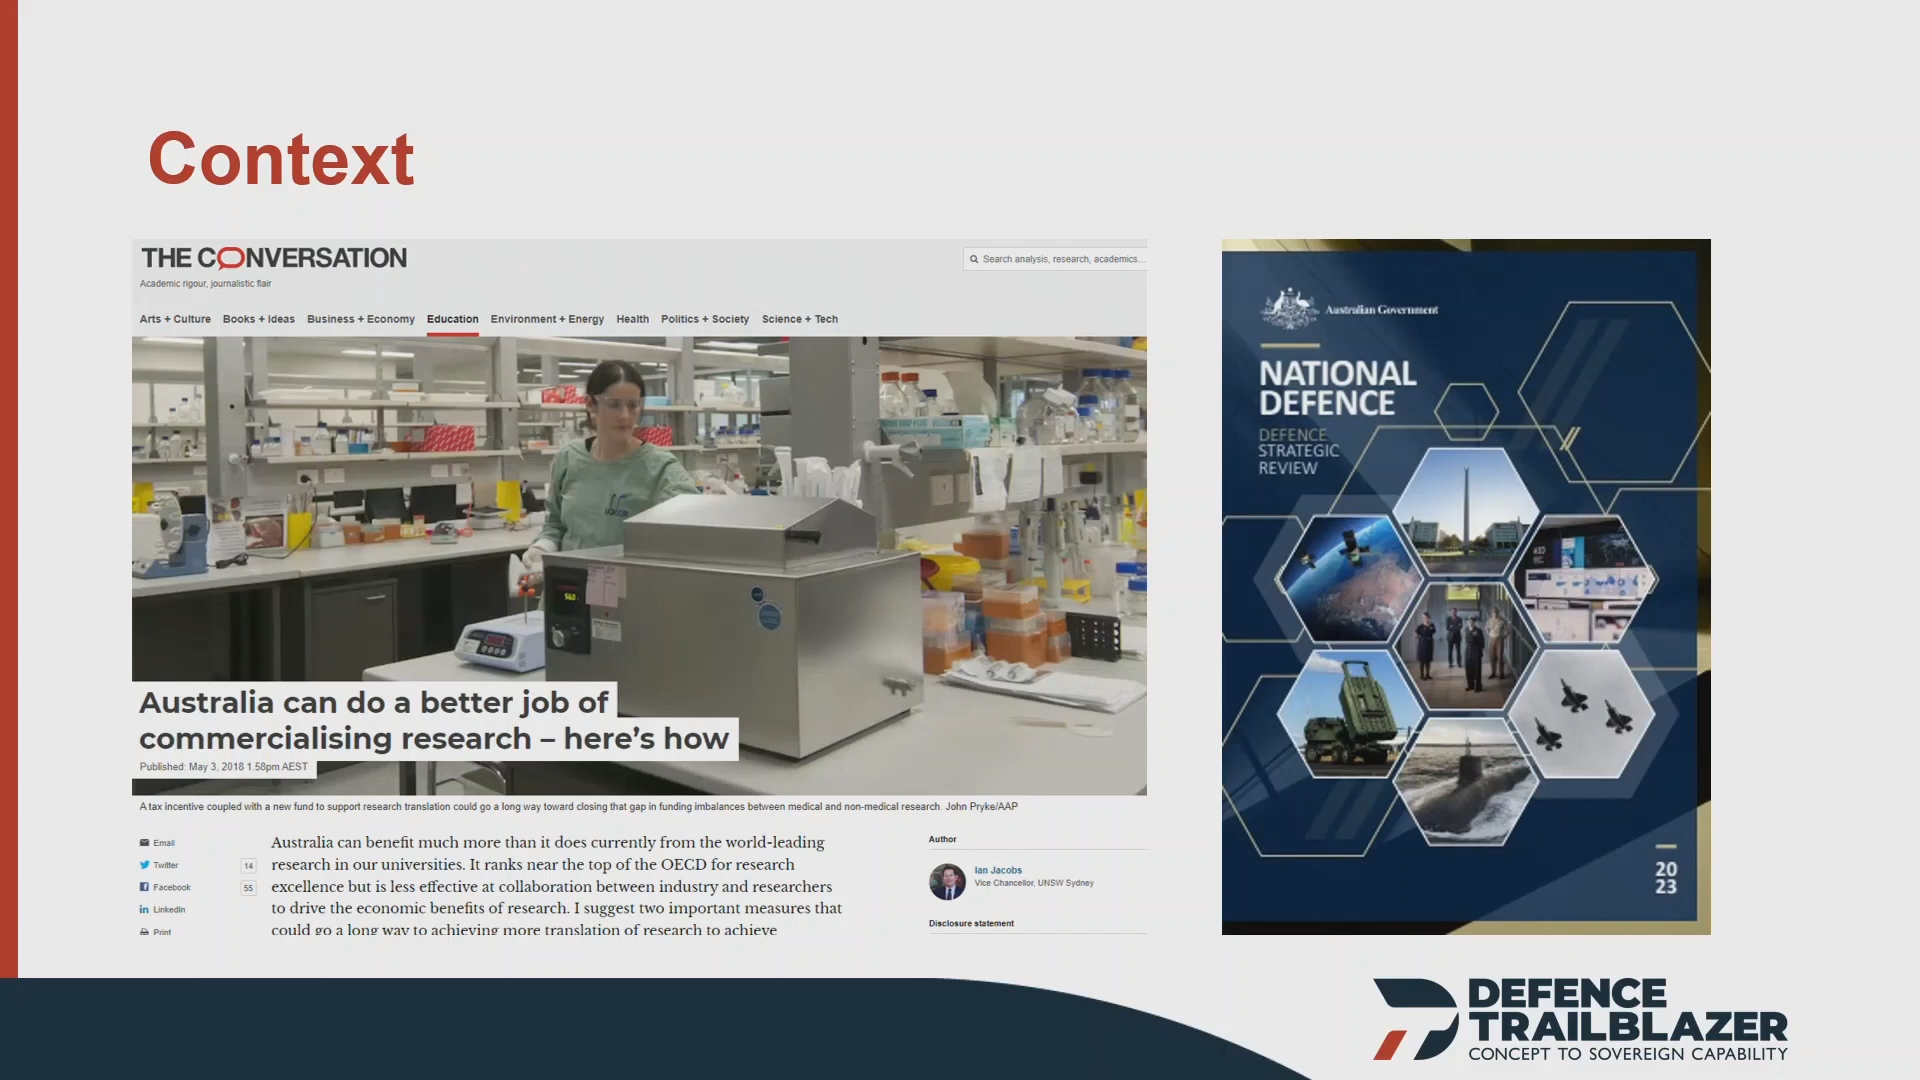 Context
THE CONVERSATION
Academic rigour, journalistic flair
Search analysis, research, academics...
Arts + Culture Books + Ideas Business + Economy Education Environment + Energy Health Politics + Society Science + Tech
Australia can do a better job of
commercialising research – here’s how
Published: May 3, 2018 1.58pm AEST
A tax incentive coupled with a new fund to support research translation could go a long way toward closing that gap in funding imbalances between medical and non-medical research. John Pryke/AAP
Email
Twitter 14
Facebook 55
LinkedIn
Print
Australia can benefit much more than it does currently from the world-leading
research in our universities. It ranks near the top of the OECD for research
excellence but is less effective at collaboration between industry and researchers
to drive the economic benefits of research. I suggest two important measures that
could go a long way to achieving more translation of research to achieve
Author
Ian Jacobs
Vice Chancellor, UNSW Sydney
Disclosure statement
Australian Government
NATIONAL
DEFENCE
DEFENCE
STRATEGIC
REVIEW
20
23
DEFENCE
TRAILBLAZER
CONCEPT TO SOVEREIGN CAPABILITY